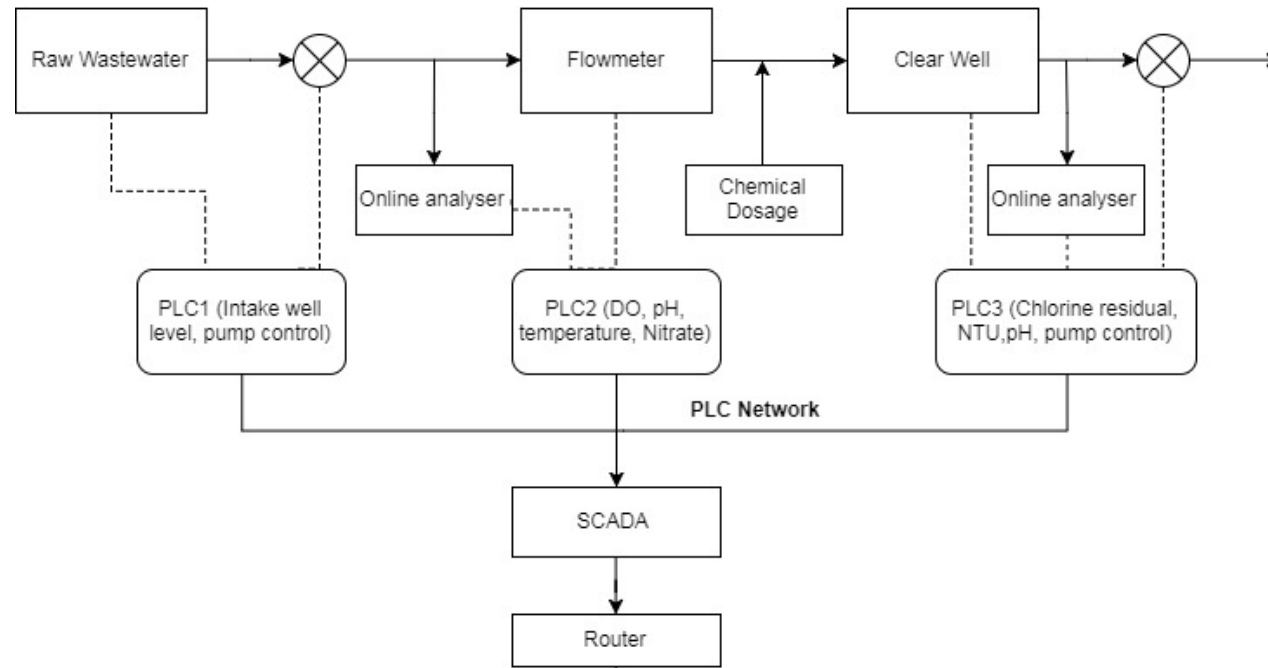 Raw Wastewater
Flowmeter
Clear Well
Online analyser
Chemical
Dosage
Online analyser
PLC1 (Intake well
level, pump control)
PLC2 (DO, pH,
temperature, Nitrate)
PLC3 (Chlorine residual,
NTU,pH, pump control)
PLC Network
SCADA
Router